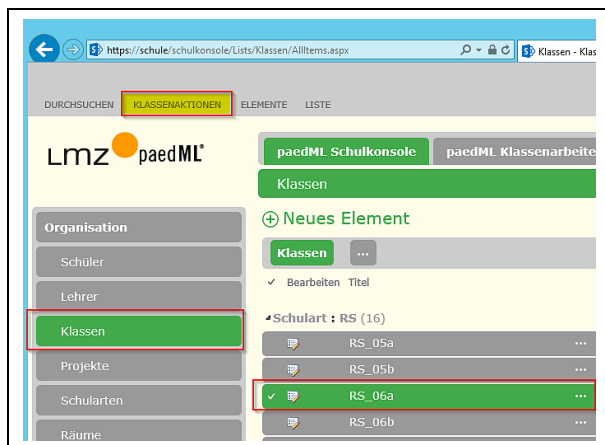 https://schule/schulkonsole/Lists/Klassen/AllItems.aspx
Klassen - Klas
DURCHSUCHEN KLASSENAKTIONEN ELEMENTE LISTE
LMZ paedML®
paedML Schulkonsole paedML Klassenarbeite
Klassen
Neues Element
Organisation
Klassen ...
Schüler
Bearbeiten Titel
Lehrer
Schulart : RS (16)
Klassen
RS_05a ...
Projekte
RS_05b ...
Schularten
RS_06a ...
Räume
RS_06b ...